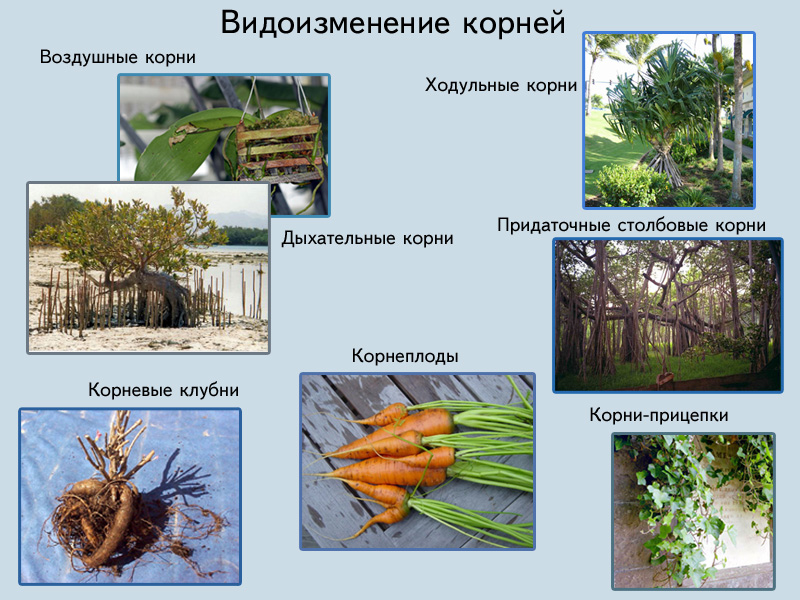 Видоизменение корней
Воздушные корни
Ходульные корни
Дыхательные корни
Придаточные столбовые корни
Корнеплоды
Корневые клубни
Корни-прицепки